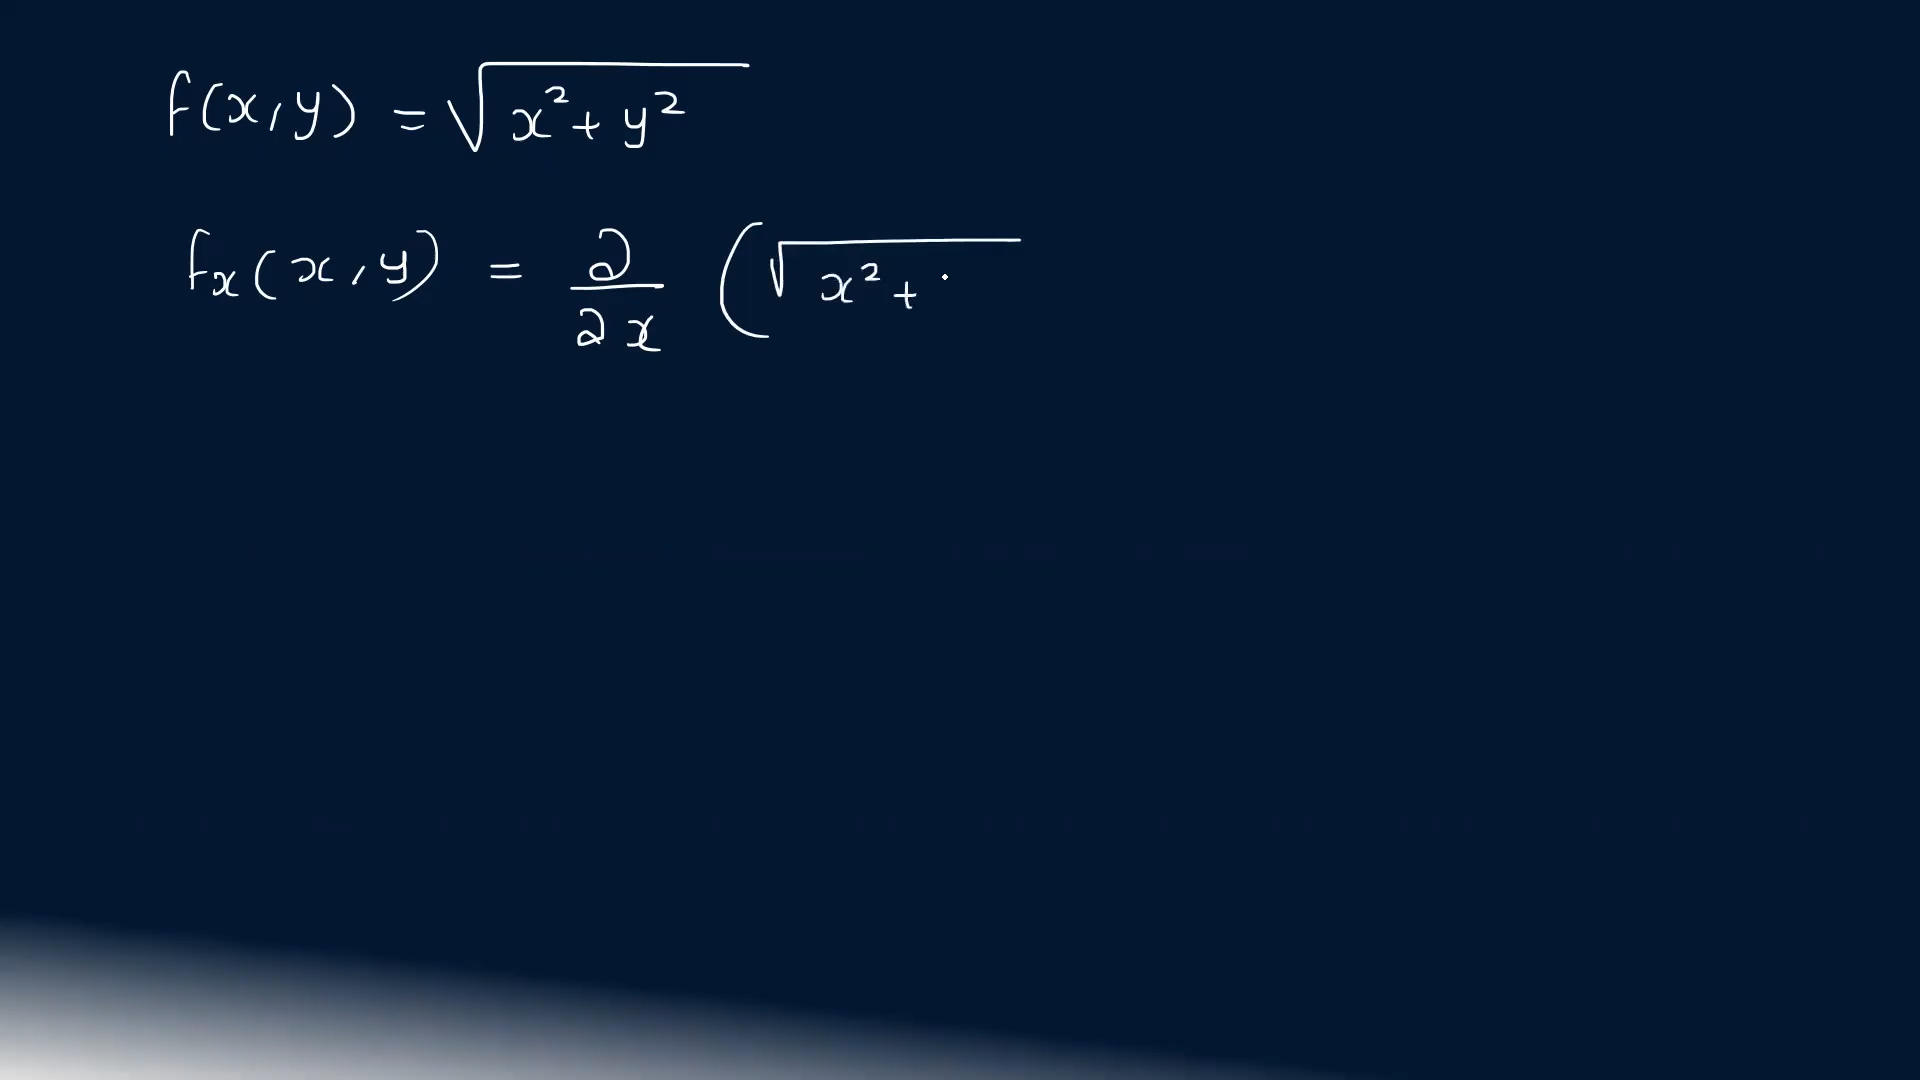 f(x,y) = √(x² + y²)
fx(x,y) = ∂/∂x (√(x² +